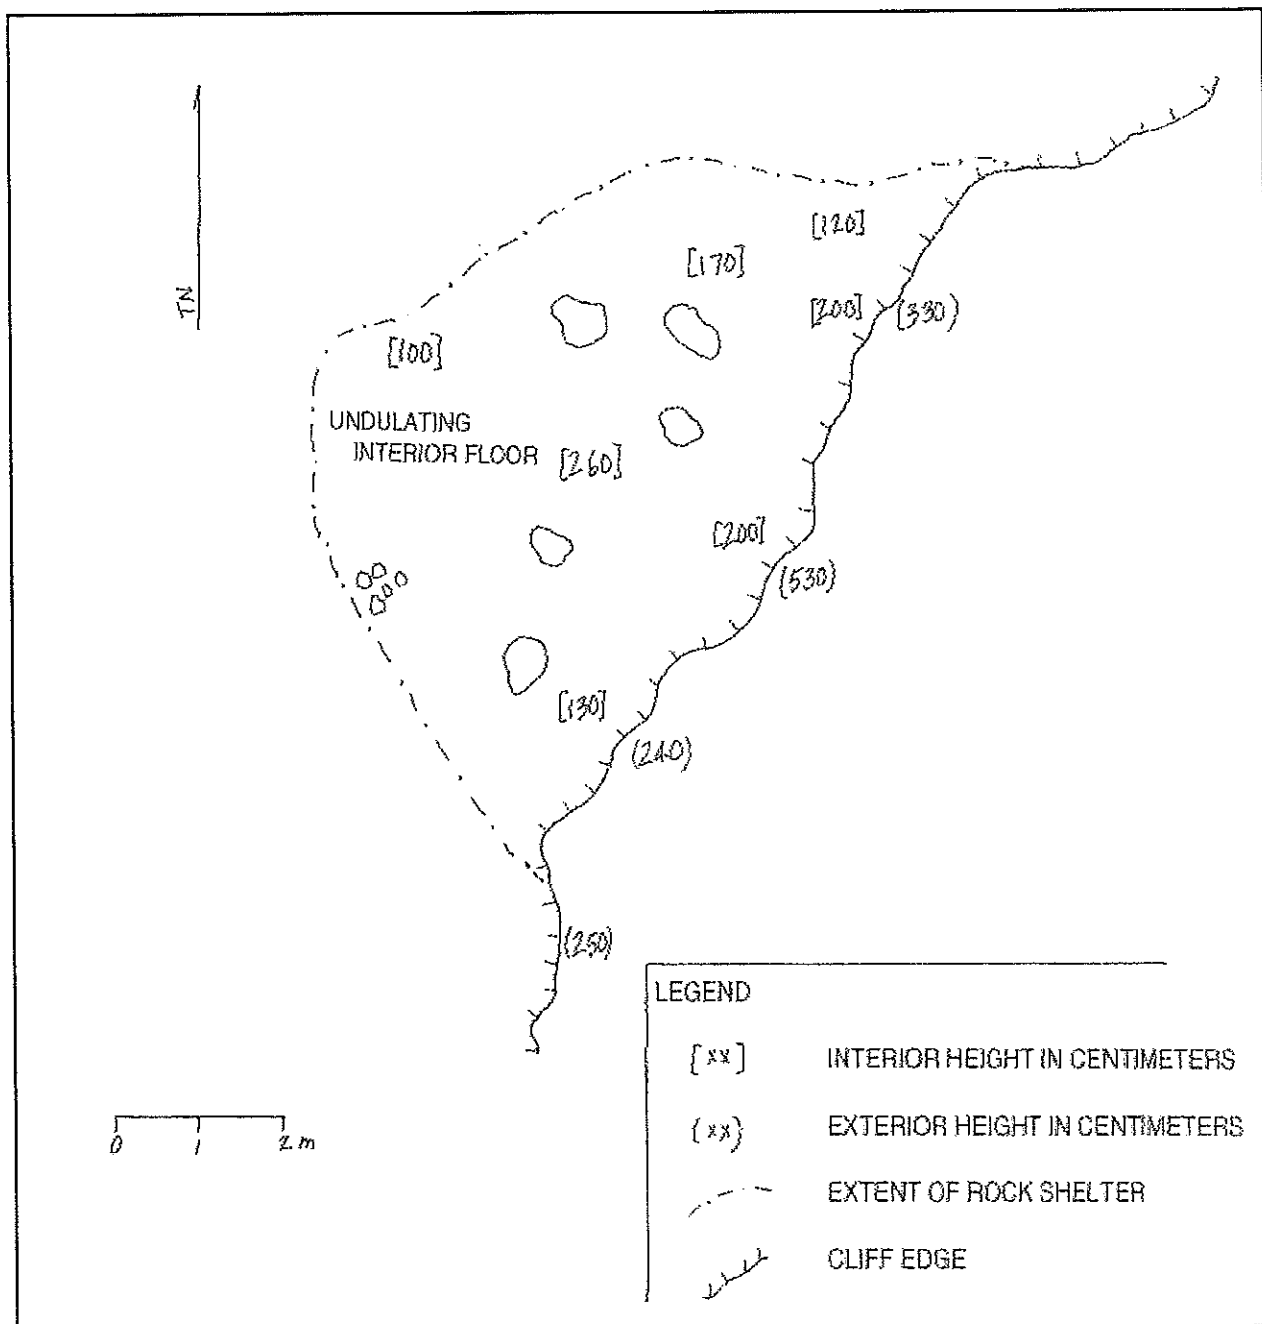 TN
[120]
[170]
[200] (330)
[100]
UNDULATING
INTERIOR FLOOR [260]
[200]
(530)
[130]
(240)
(250)
LEGEND
[xx] INTERIOR HEIGHT IN CENTIMETERS
(xx) EXTERIOR HEIGHT IN CENTIMETERS
EXTENT OF ROCK SHELTER
CLIFF EDGE
0 1 2 m